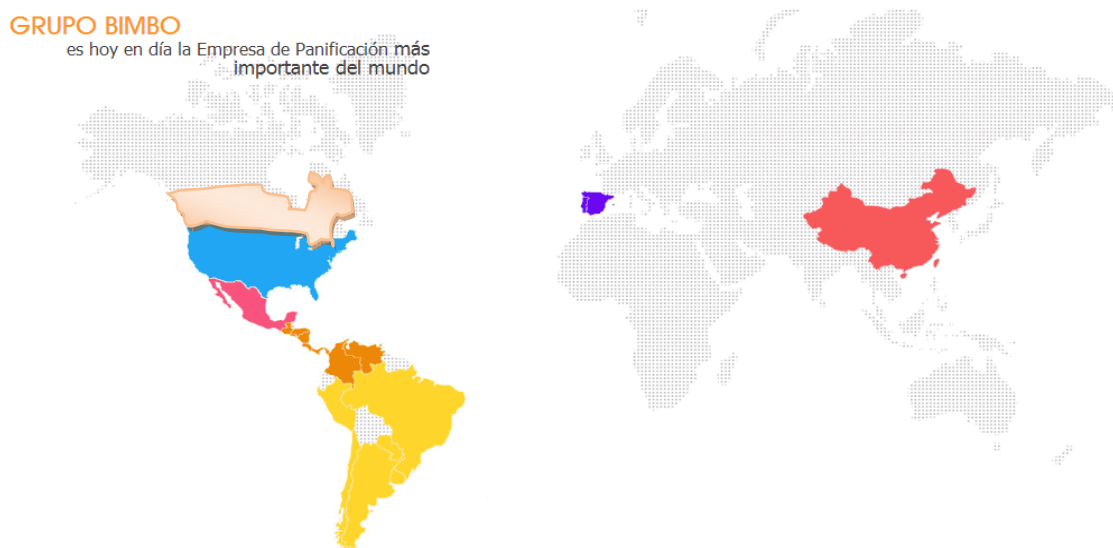 GRUPO BIMBO
es hoy en día la Empresa de Panificación más
importante del mundo